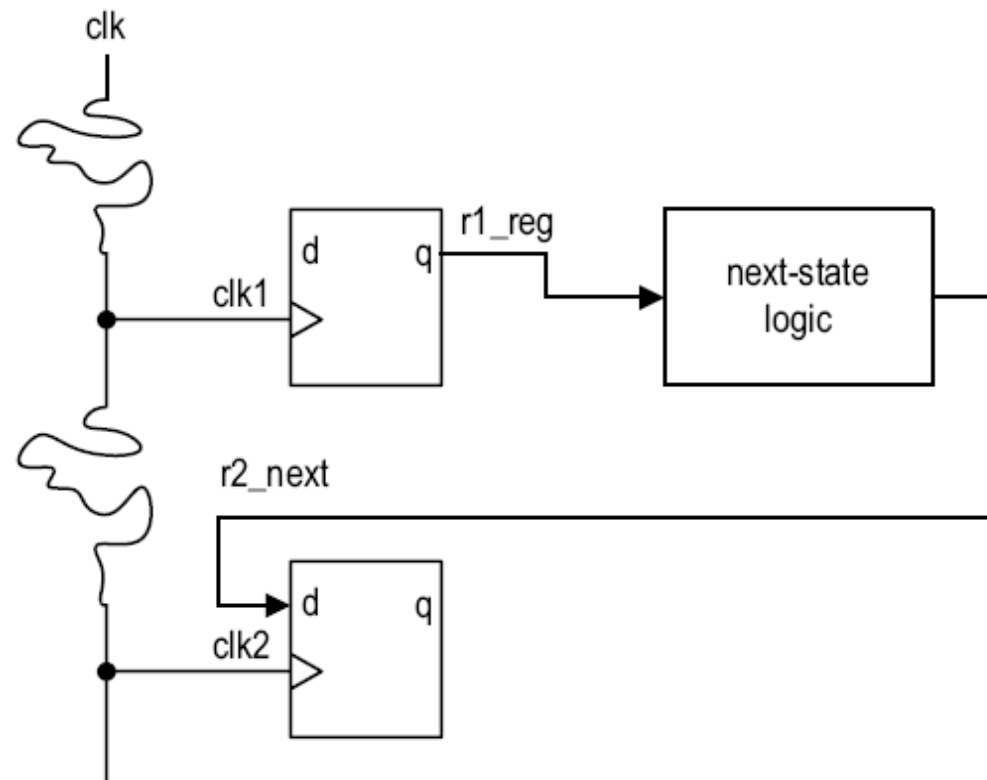 clk
r1_reg
d
q
next-state
logic
clk1
r2_next
d
q
clk2